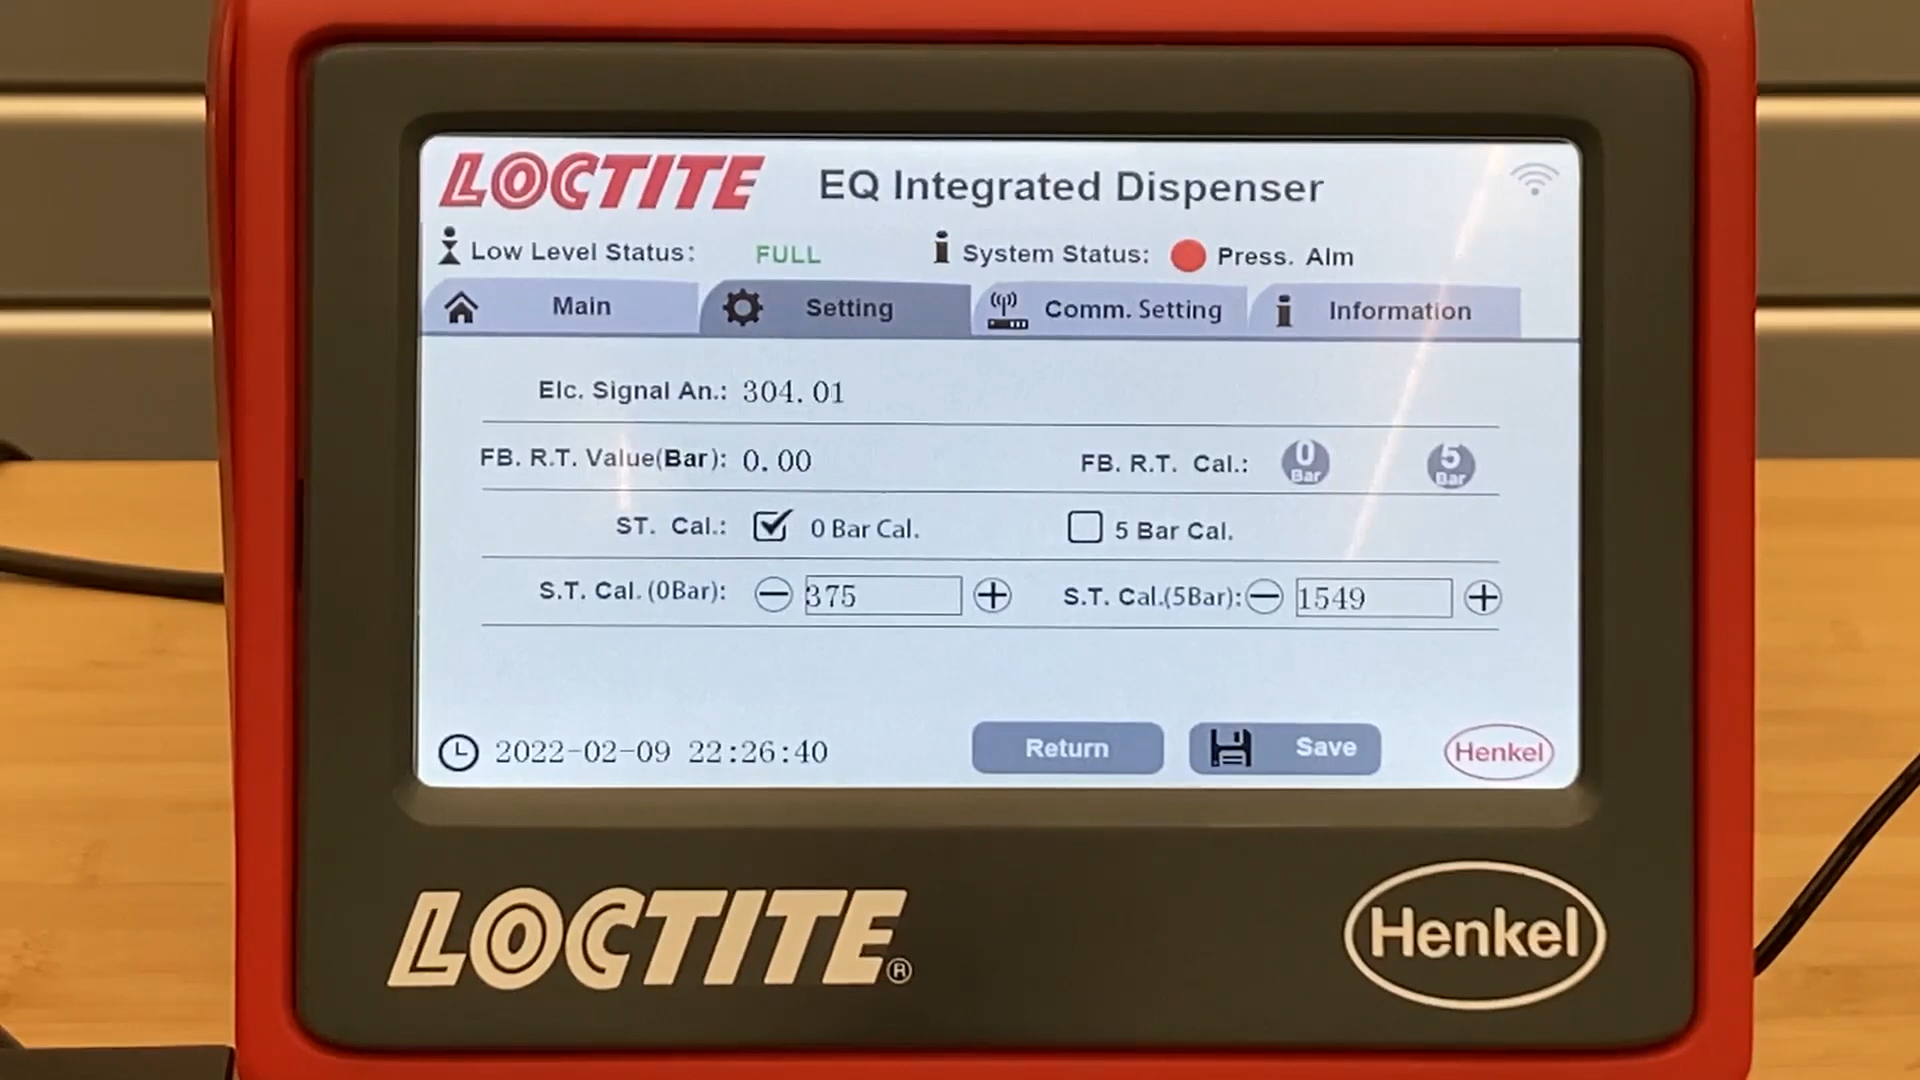 LOCTITE EQ Integrated Dispenser
Low Level Status: FULL System Status: Press. Alm
Main Setting Comm. Setting Information
Elc. Signal An.: 304.01
FB. R.T. Value(Bar): 0.00 FB. R.T. Cal.: 0 Bar 5 Bar
ST. Cal.: 0 Bar Cal. 5 Bar Cal.
S.T. Cal.(0Bar): 375 S.T. Cal.(5Bar): 1549
2022-02-09 22:26:40 Return Save Henkel
LOCTITE® Henkel